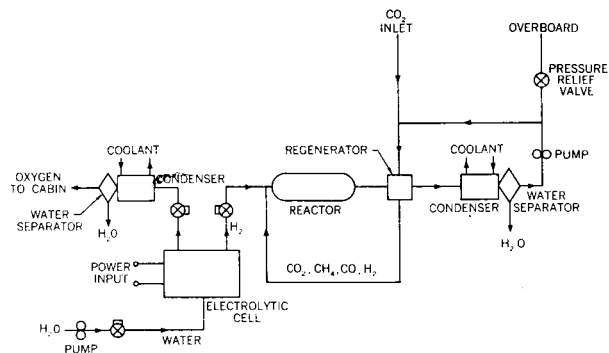 CO2
INLET
OVERBOARD
PRESSURE
RELIEF
VALVE
COOLANT
REGENERATOR
COOLANT
PUMP
OXYGEN
TO CABIN
CONDENSER
WATER
SEPARATOR
H2O
H2
REACTOR
CONDENSER
WATER
SEPARATOR
H2O
POWER
INPUT
CO2, CH4, CO, H2
ELECTROLYTIC
CELL
H2O
PUMP
WATER